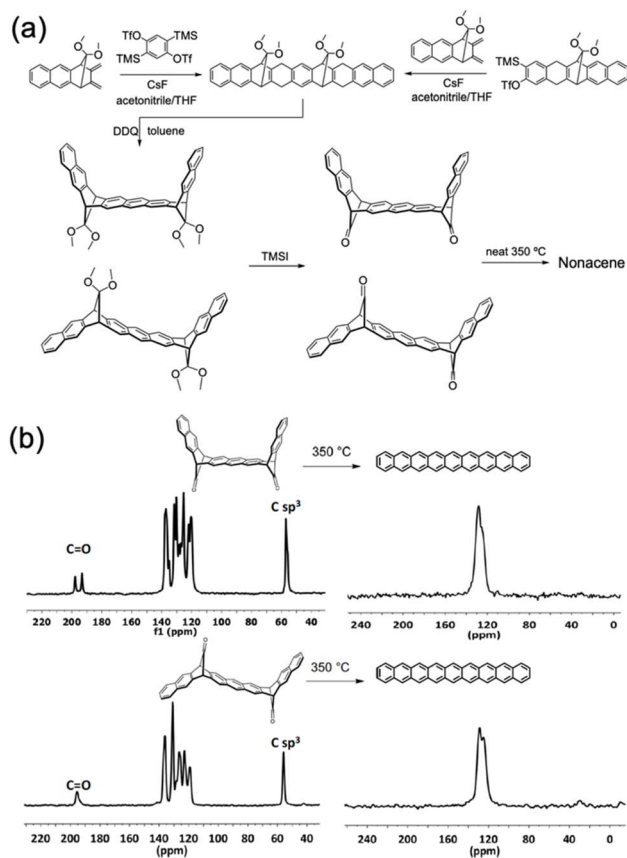 (a)
O O
TfO TMS
TMS OTf
CsF
acetonitrile/THF
O O O O
O O
CsF
acetonitrile/THF
TMS
TfO
O O
DDQ toluene
O O O O
TMSI
O O
neat 350 °C
Nonacene
O O
O O
O
O
(b)
350 °C
O O
C=O
C sp³
220 200 180 160 140 120 100 80 60 40
f1 (ppm)
240 200 160 120 80 40 0
(ppm)
O
O
350 °C
C=O
C sp³
220 200 180 160 140 120 100 80 60 40
(ppm)
240 200 160 120 80 40 0
(ppm)